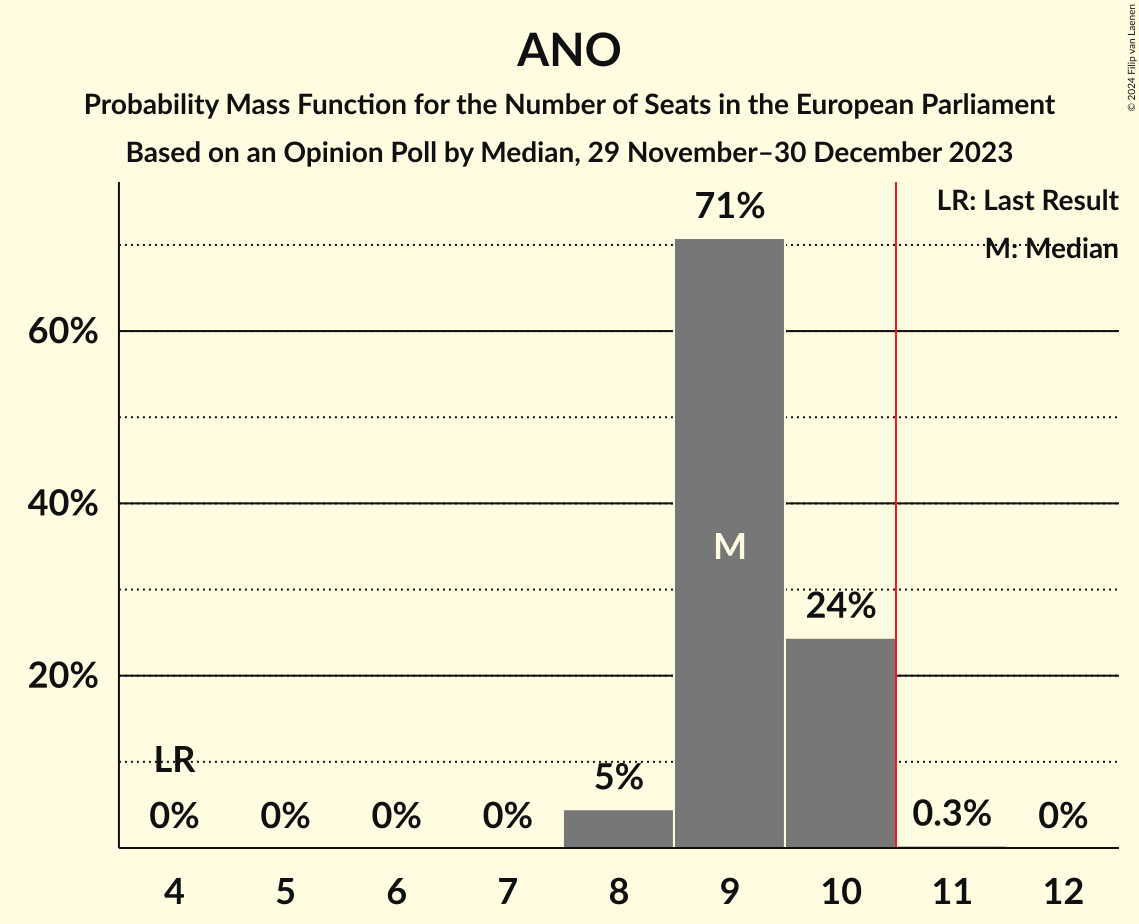 ANO
Probability Mass Function for the Number of Seats in the European Parliament
Based on an Opinion Poll by Median, 29 November–30 December 2023
© 2024 Filip van Laenen
LR: Last Result
M: Median
71%
60%
40%
M
24%
20%
LR
5%
0% 0% 0% 0% 0.3% 0%
4 5 6 7 8 9 10 11 12